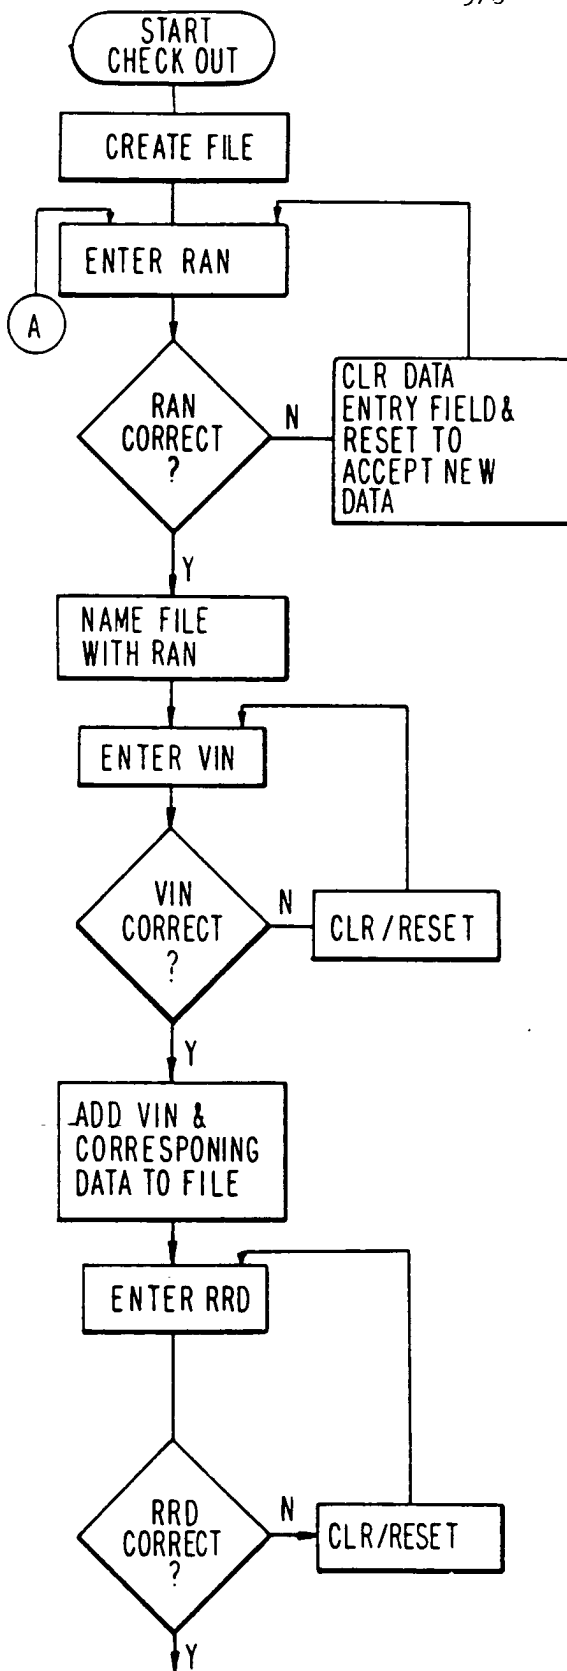 START
CHECK OUT
CREATE FILE
ENTER RAN
A
RAN
CORRECT
?
N
CLR DATA
ENTRY FIELD &
RESET TO
ACCEPT NEW
DATA
Y
NAME FILE
WITH RAN
ENTER VIN
VIN
CORRECT
?
N
CLR/RESET
Y
ADD VIN &
CORRESPONING
DATA TO FILE
ENTER RRD
RRD
CORRECT
?
N
CLR/RESET
Y